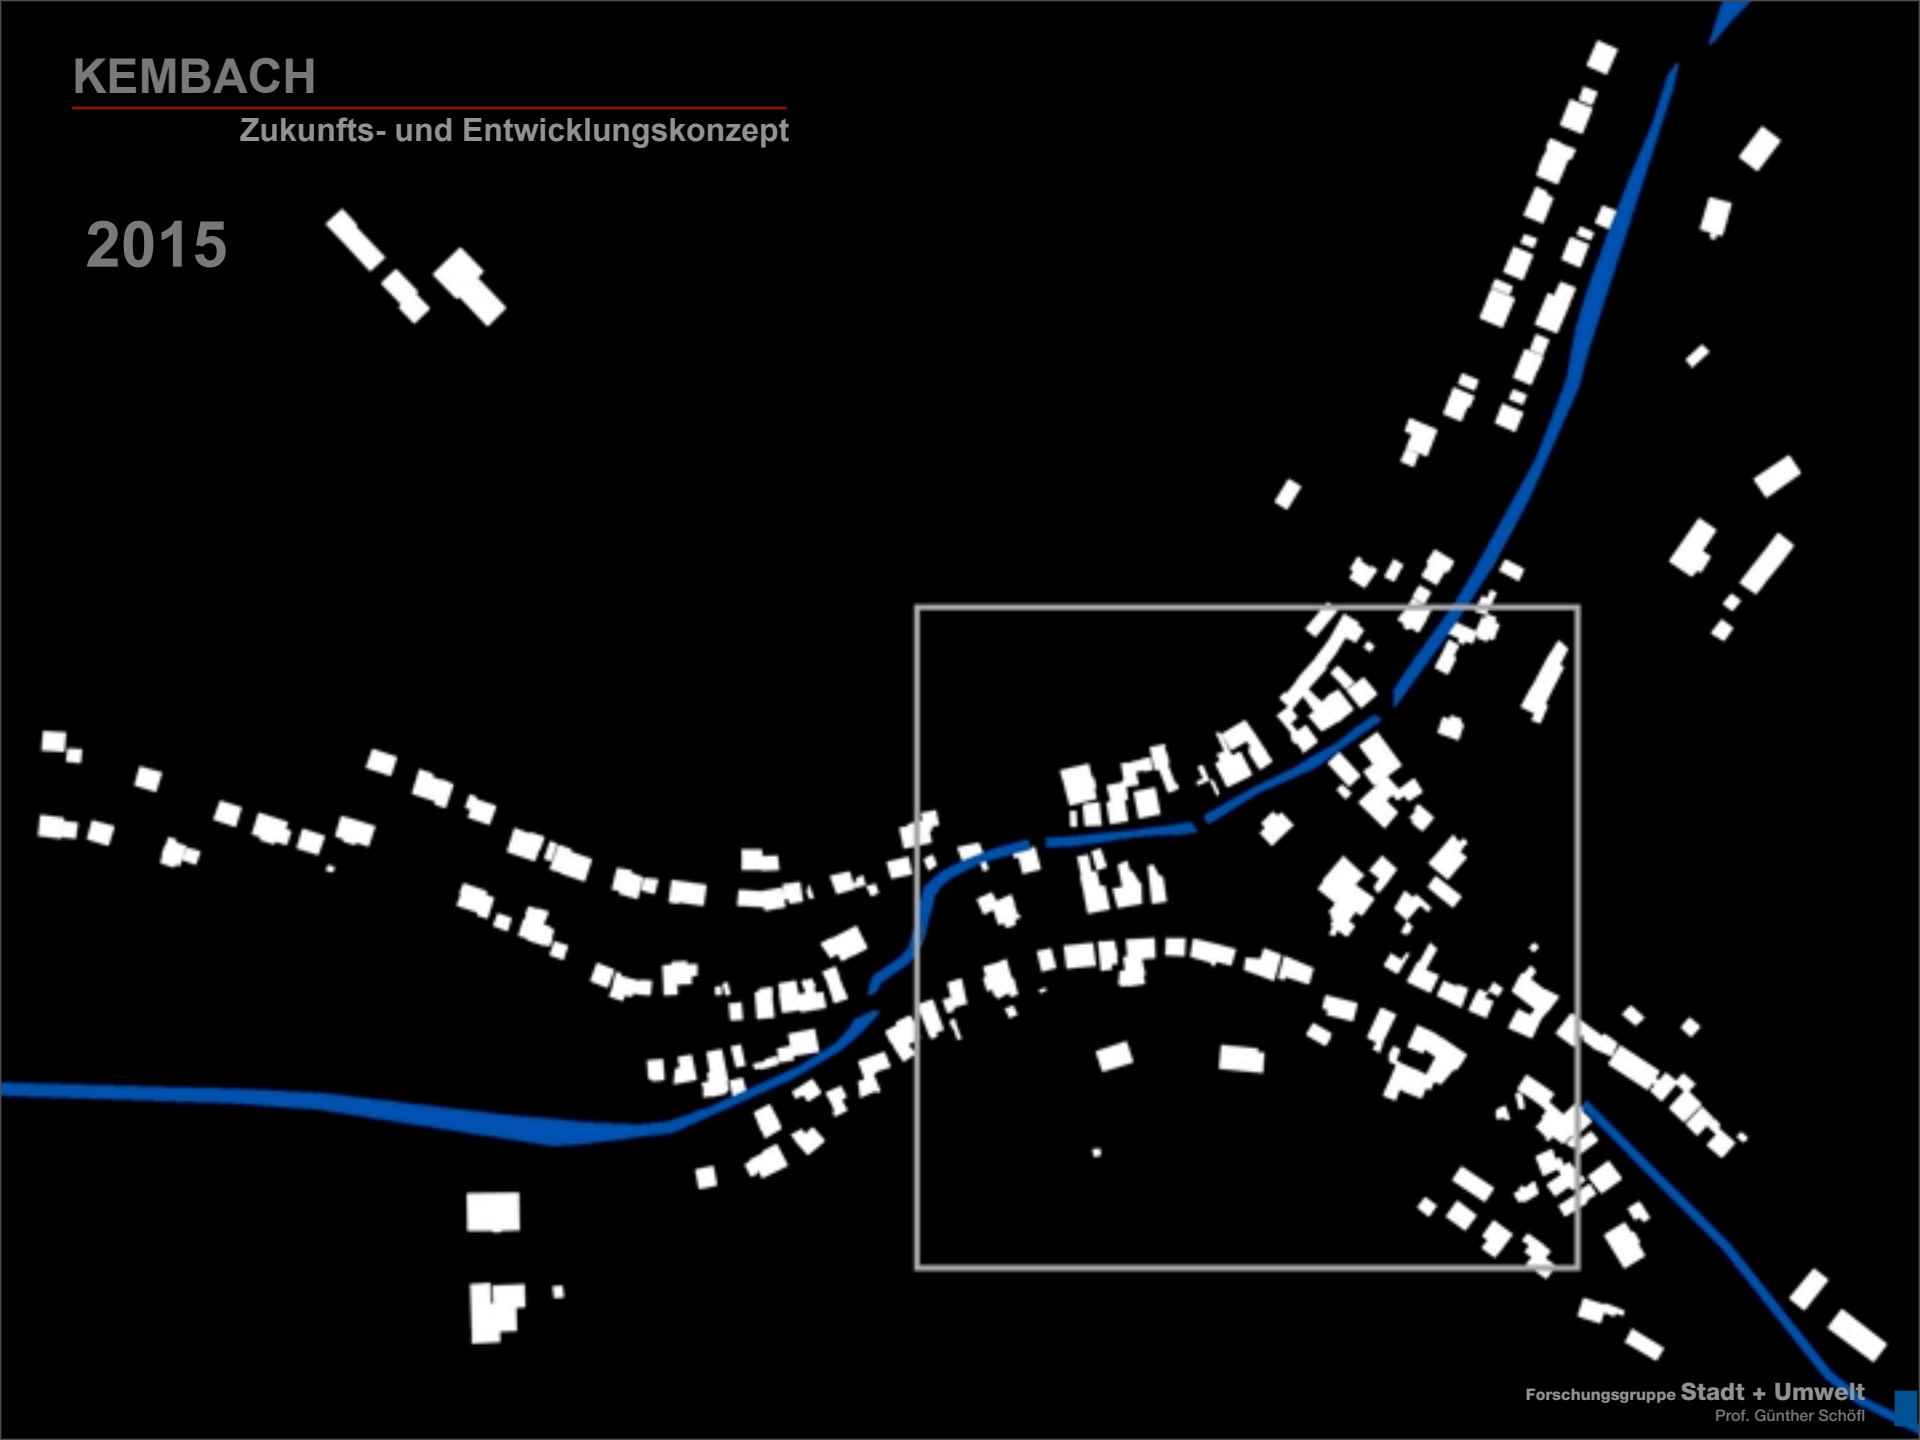 KEMBACH
Zukunfts- und Entwicklungskonzept
2015
Forschungsgruppe Stadt + Umwelt
Prof. Günther Schöfl